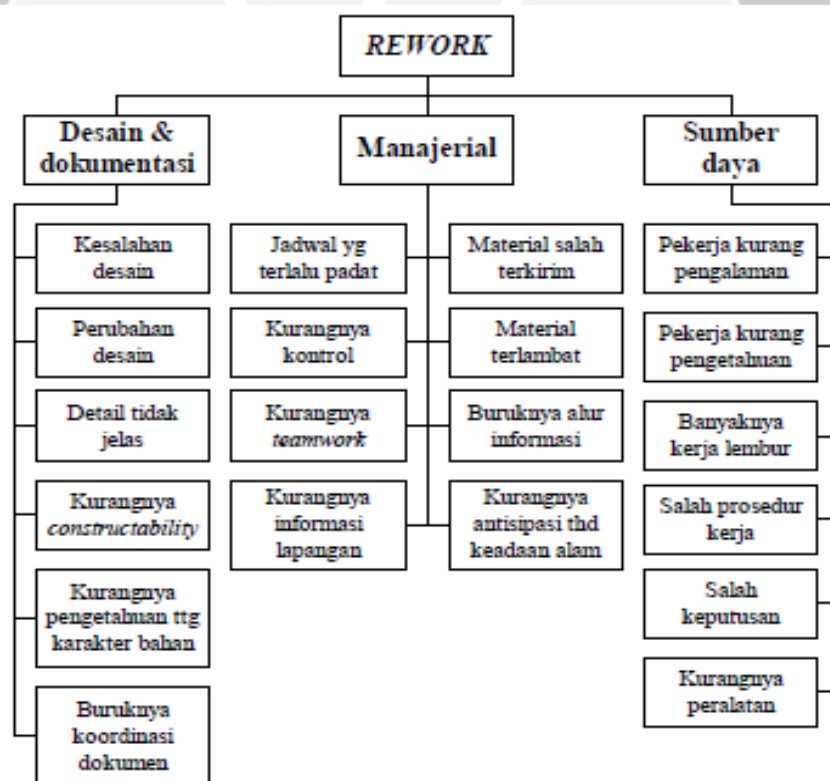 REWORK
Desain &
dokumentasi
Kesalahan
desain
Perubahan
desain
Detail tidak
jelas
Kurangnya
constructability
Kurangnya
pengetahuan ttg
karakter bahan
Buruknya
koordinasi
dokumen
Manajerial
Jadwal yg
terlalu padat
Kurangnya
kontrol
Kurangnya
teamwork
Kurangnya
informasi
lapangan
Material salah
terkirim
Material
terlambat
Buruknya alur
informasi
Kurangnya
antisipasi thd
keadaan alam
Sumber
daya
Pekerja kurang
pengalaman
Pekerja kurang
pengetahuan
Banyaknya
kerja lembur
Salah prosedur
kerja
Salah
keputusan
Kurangnya
peralatan